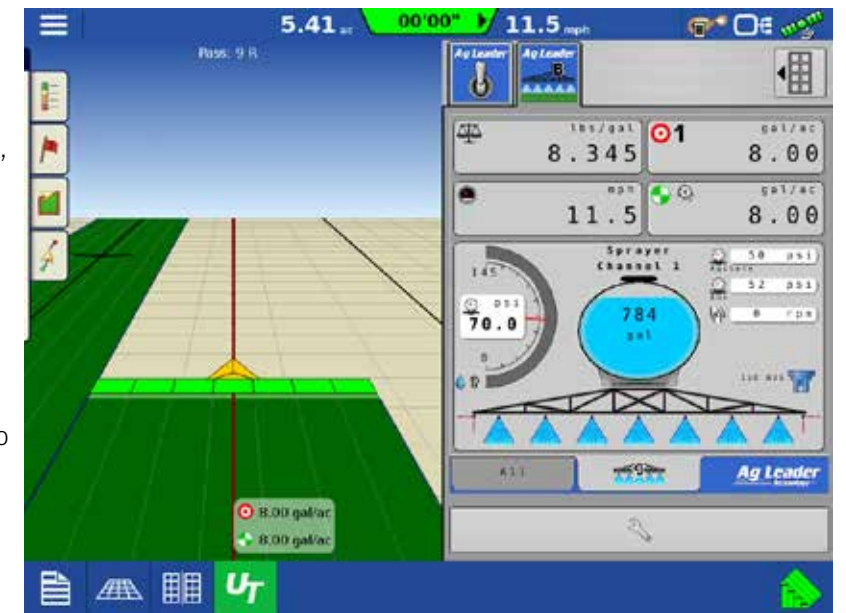 5.41 ac
00'00"
11.5 mph
Pass: 9 R
Ag Leader
Ag Leader
B
,
lbs/gal
8.345
1
gal/ac
8.00
mph
11.5
gal/ac
8.00
Sprayer
Channel 1
145
psi
70.0
0
784
gal
50 psi
52 psi
0 rpm
o
8.00 gal/ac
8.00 gal/ac
All
Ag Leader
UT